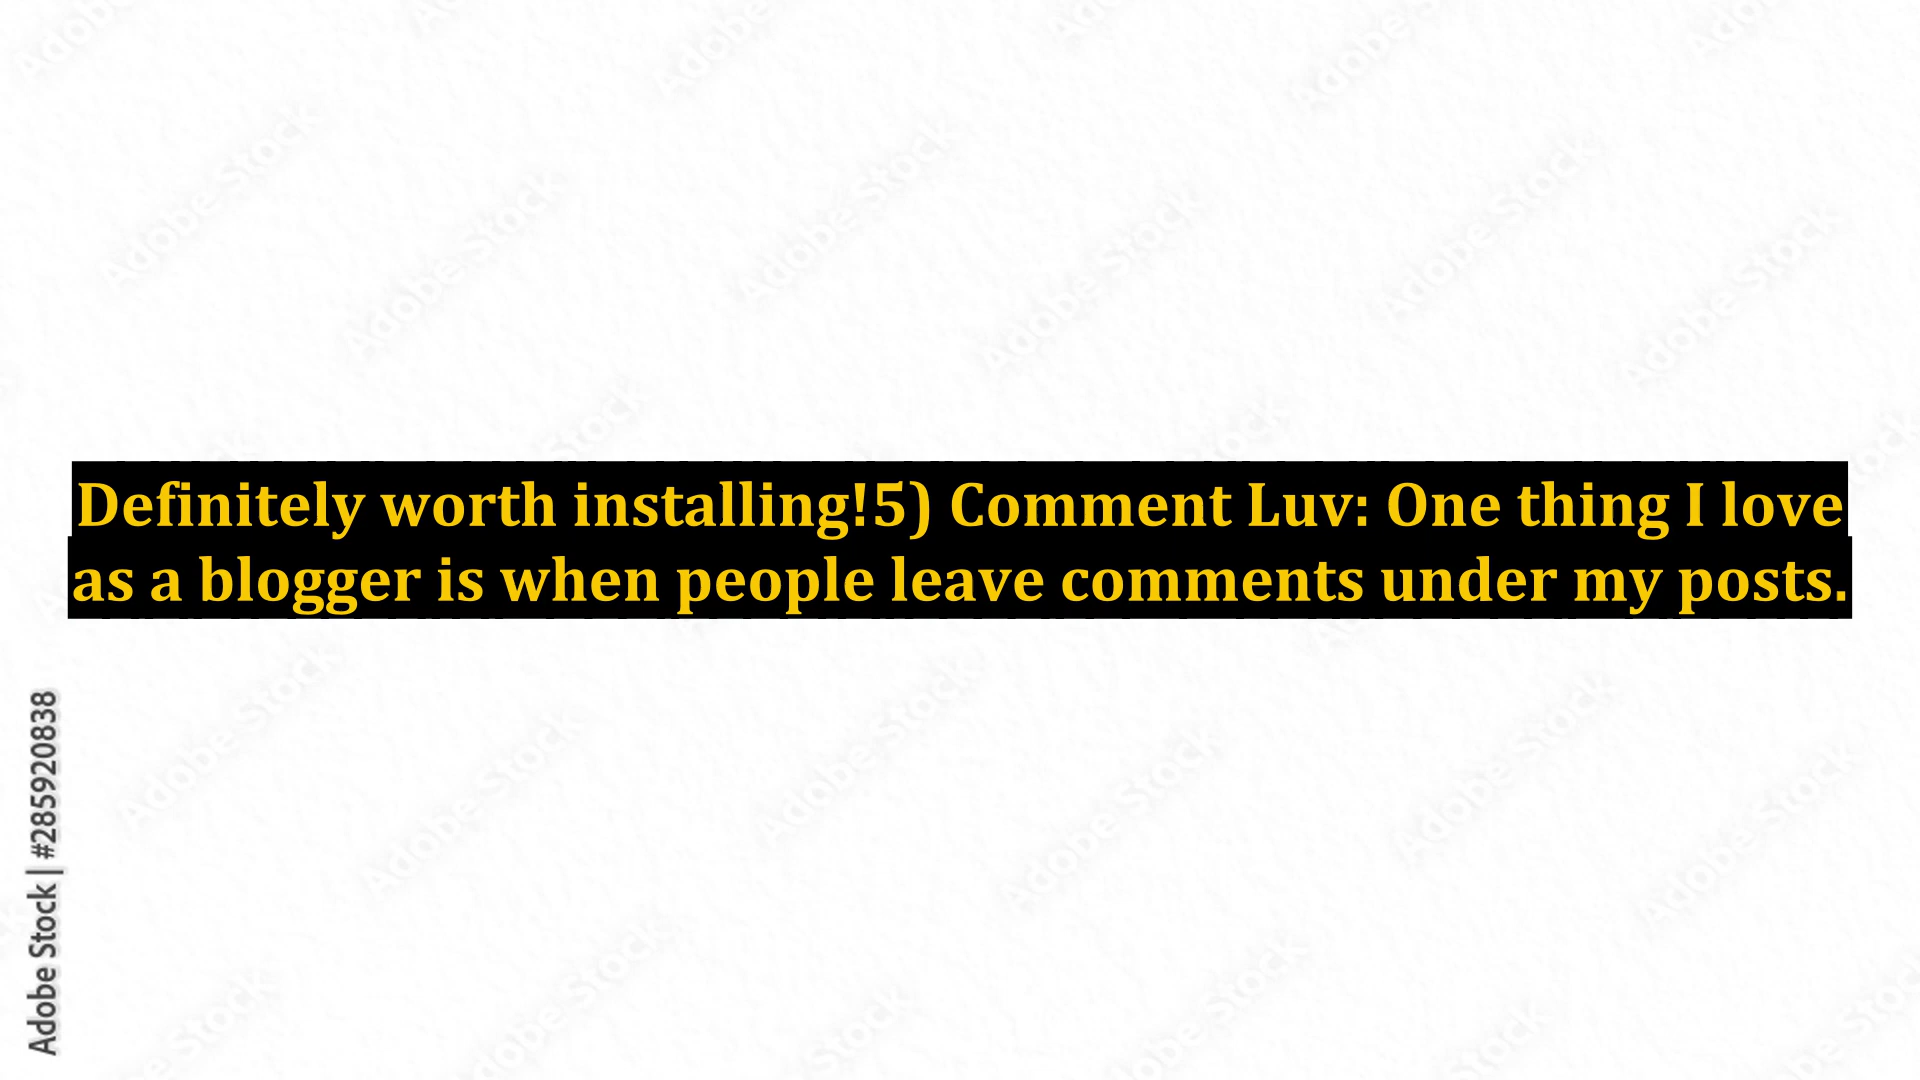 Definitely worth installing!5) Comment Luv: One thing I love
as a blogger is when people leave comments under my posts.
Adobe Stock | #285920838